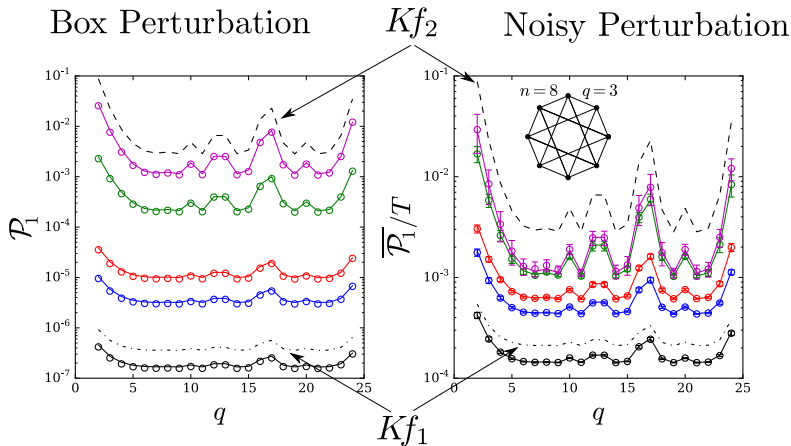 Box Perturbation
Kf₂
Noisy Perturbation
10⁻¹
10⁻²
10⁻³
10⁻⁴
10⁻⁵
10⁻⁶
10⁻⁷
0 5 10 15 20 25
q
𝒫₁
n=8 q=3
10⁻¹
10⁻²
10⁻³
10⁻⁴
0 5 10 15 20 25
q
𝒫̅₁/T
Kf₁